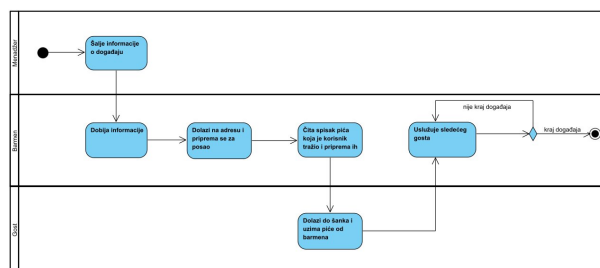 Menadžer
Šalje informacije
o događaju
Barmen
Dobija informacije
Dolazi na adresu i
priprema se za
posao
Čita spisak pića
koja je korisnik
tražio i priprema ih
Uslužuje sledećeg
gosta
nije kraj događaja
kraj događaja
Gost
Dolazi do šanka i
uzima piće od
barmena